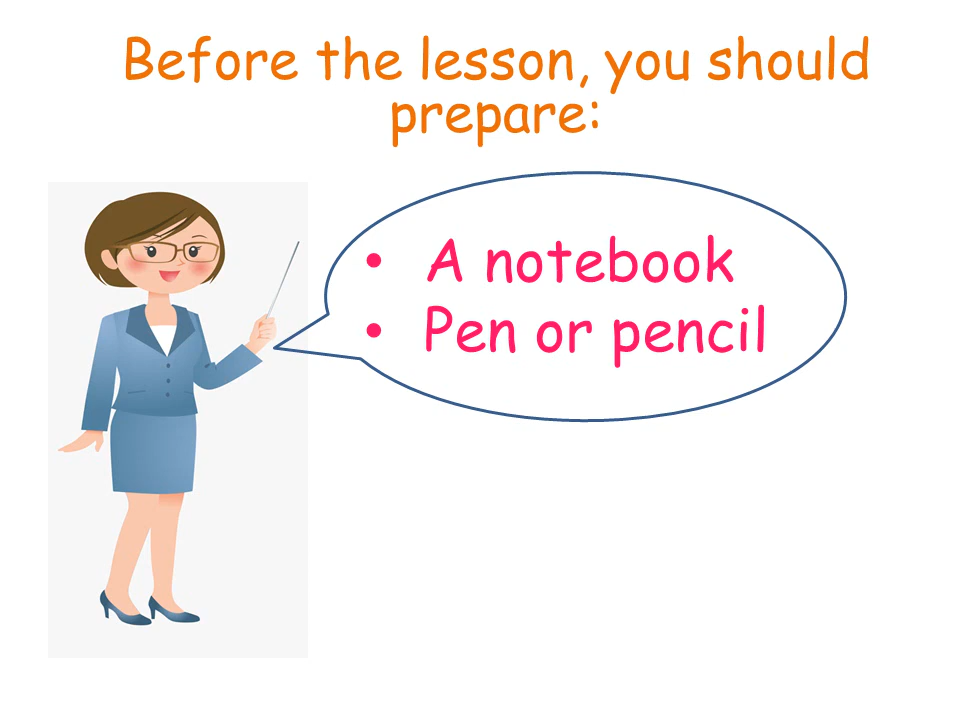 Before the lesson, you should
prepare:
• A notebook
• Pen or pencil